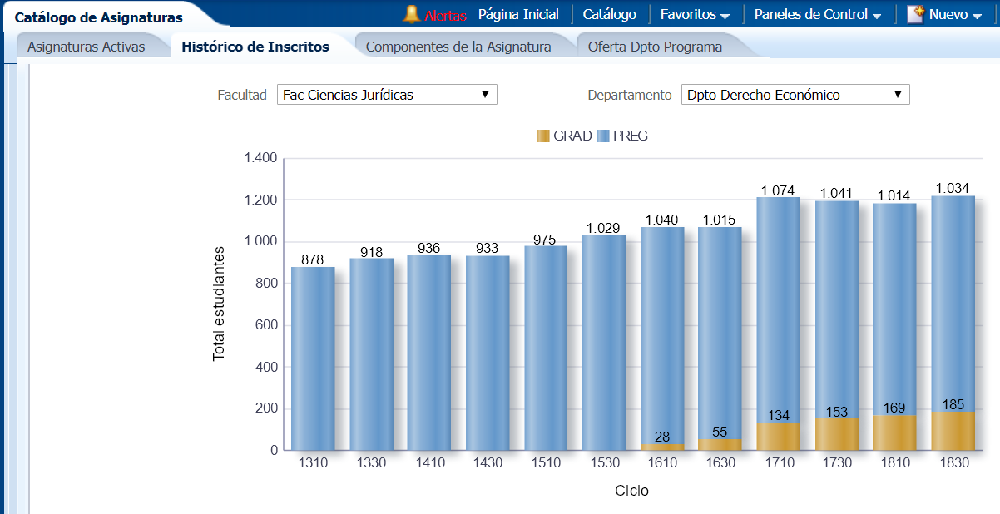 Catálogo de Asignaturas
Alertas Página Inicial Catálogo Favoritos Paneles de Control Nuevo
Asignaturas Activas Histórico de Inscritos Componentes de la Asignatura Oferta Dpto Programa
Facultad Fac Ciencias Jurídicas Departamento Dpto Derecho Económico
GRAD PREG
Total estudiantes
1.400
1.200
1.000
800
600
400
200
0
878 918 936 933 975 1.029 1.040 1.015 1.074 1.041 1.014 1.034
28 55 134 153 169 185
1310 1330 1410 1430 1510 1530 1610 1630 1710 1730 1810 1830
Ciclo